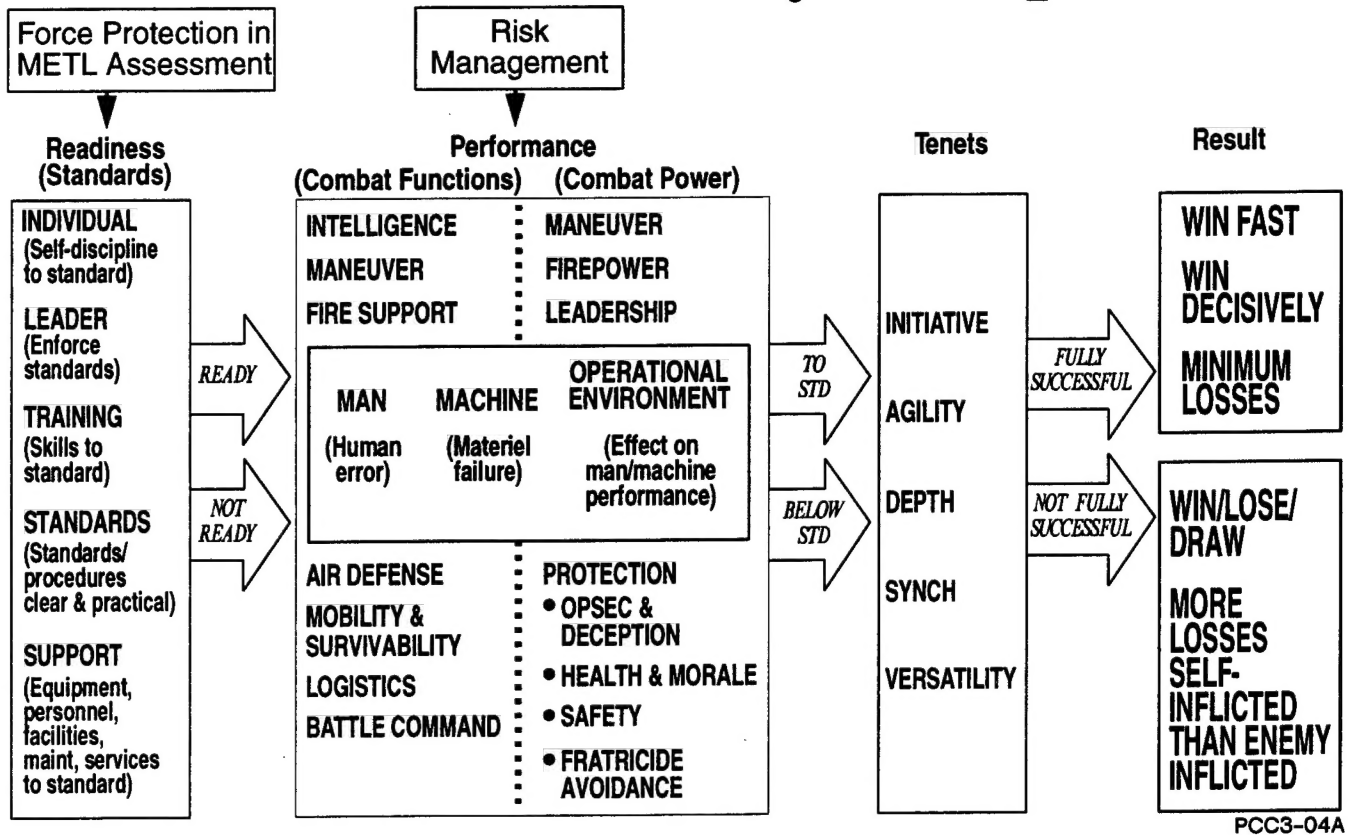 Force Protection in
METL Assessment
Risk
Management
Readiness
(Standards)
Performance
(Combat Functions)
(Combat Power)
Tenets
Result
INDIVIDUAL
(Self-discipline
to standard)
LEADER
(Enforce
standards)
TRAINING
(Skills to
standard)
STANDARDS
(Standards/
procedures
clear & practical)
SUPPORT
(Equipment,
personnel,
facilities,
maint, services
to standard)
READY
NOT
READY
INTELLIGENCE
MANEUVER
FIRE SUPPORT
MANEUVER
FIREPOWER
LEADERSHIP
MAN
(Human
error)
MACHINE
(Materiel
failure)
OPERATIONAL
ENVIRONMENT
(Effect on
man/machine
performance)
AIR DEFENSE
MOBILITY &
SURVIVABILITY
LOGISTICS
BATTLE COMMAND
PROTECTION
• OPSEC &
DECEPTION
• HEALTH & MORALE
• SAFETY
• FRATRICIDE
AVOIDANCE
TO
STD
BELOW
STD
INITIATIVE
AGILITY
DEPTH
SYNCH
VERSATILITY
FULLY
SUCCESSFUL
NOT FULLY
SUCCESSFUL
WIN FAST
WIN
DECISIVELY
MINIMUM
LOSSES
WIN/LOSE/
DRAW
MORE
LOSSES
SELF-
INFLICTED
THAN ENEMY
INFLICTED
PCC3-04A